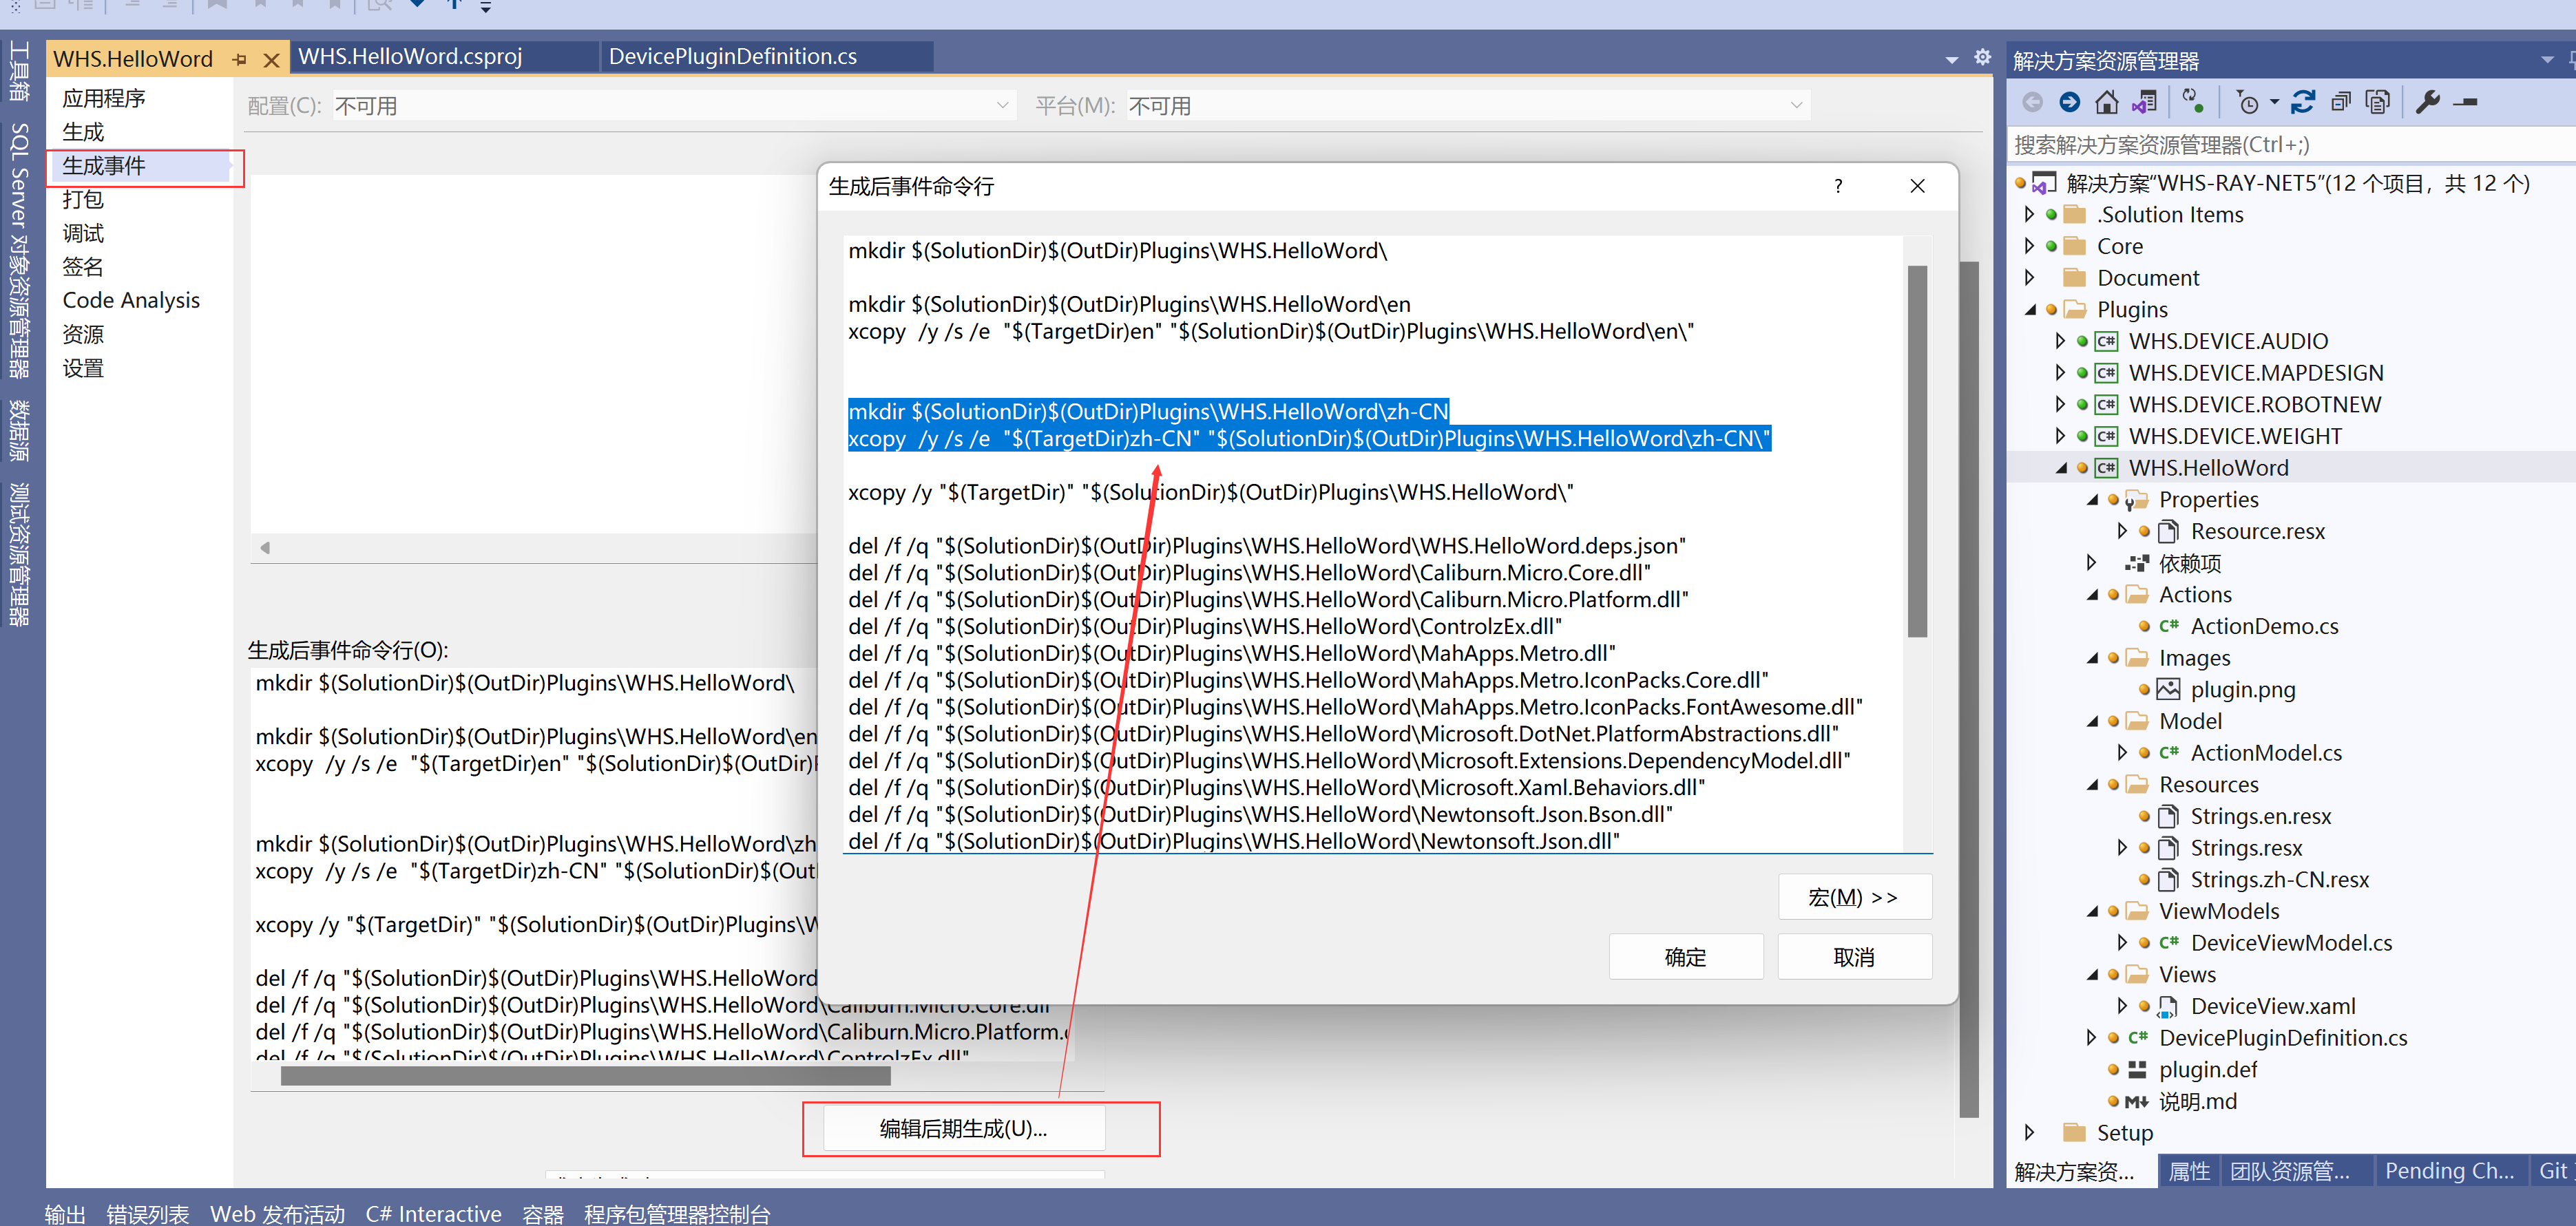 WHS.HelloWord
WHS.HelloWord.csproj
DevicePluginDefinition.cs
工具箱
SQL Server 对象资源管理器
数据源
测试资源管理器
应用程序
生成
生成事件
打包
调试
签名
Code Analysis
资源
设置
配置(C): 不可用
平台(M): 不可用
生成后事件命令行(O):
mkdir $(SolutionDir)$(OutDir)Plugins\WHS.HelloWord\
mkdir $(SolutionDir)$(OutDir)Plugins\WHS.HelloWord\en
xcopy  /y /s /e  "$(TargetDir)en" "$(SolutionDir)$(OutDir)
mkdir $(SolutionDir)$(OutDir)Plugins\WHS.HelloWord\zh
xcopy  /y /s /e  "$(TargetDir)zh-CN" "$(SolutionDir)$(Out
xcopy /y "$(TargetDir)" "$(SolutionDir)$(OutDir)Plugins\W
del /f /q "$(SolutionDir)$(OutDir)Plugins\WHS.HelloWord
del /f /q "$(SolutionDir)$(OutDir)Plugins\WHS.HelloWord\Caliburn.Micro.Core.dll"
del /f /q "$(SolutionDir)$(OutDir)Plugins\WHS.HelloWord\Caliburn.Micro.Platform.
del /f /q "$(SolutionDir)$(OutDir)Plugins\WHS.HelloWord\ControlzEx.dll"
编辑后期生成(U)...
生成后事件命令行
?
mkdir $(SolutionDir)$(OutDir)Plugins\WHS.HelloWord\
mkdir $(SolutionDir)$(OutDir)Plugins\WHS.HelloWord\en
xcopy  /y /s /e  "$(TargetDir)en" "$(SolutionDir)$(OutDir)Plugins\WHS.HelloWord\en\"
mkdir $(SolutionDir)$(OutDir)Plugins\WHS.HelloWord\zh-CN
xcopy  /y /s /e  "$(TargetDir)zh-CN" "$(SolutionDir)$(OutDir)Plugins\WHS.HelloWord\zh-CN\"
xcopy /y "$(TargetDir)" "$(SolutionDir)$(OutDir)Plugins\WHS.HelloWord\"
del /f /q "$(SolutionDir)$(OutDir)Plugins\WHS.HelloWord\WHS.HelloWord.deps.json"
del /f /q "$(SolutionDir)$(OutDir)Plugins\WHS.HelloWord\Caliburn.Micro.Core.dll"
del /f /q "$(SolutionDir)$(OutDir)Plugins\WHS.HelloWord\Caliburn.Micro.Platform.dll"
del /f /q "$(SolutionDir)$(OutDir)Plugins\WHS.HelloWord\ControlzEx.dll"
del /f /q "$(SolutionDir)$(OutDir)Plugins\WHS.HelloWord\MahApps.Metro.dll"
del /f /q "$(SolutionDir)$(OutDir)Plugins\WHS.HelloWord\MahApps.Metro.IconPacks.Core.dll"
del /f /q "$(SolutionDir)$(OutDir)Plugins\WHS.HelloWord\MahApps.Metro.IconPacks.FontAwesome.dll"
del /f /q "$(SolutionDir)$(OutDir)Plugins\WHS.HelloWord\Microsoft.DotNet.PlatformAbstractions.dll"
del /f /q "$(SolutionDir)$(OutDir)Plugins\WHS.HelloWord\Microsoft.Extensions.DependencyModel.dll"
del /f /q "$(SolutionDir)$(OutDir)Plugins\WHS.HelloWord\Microsoft.Xaml.Behaviors.dll"
del /f /q "$(SolutionDir)$(OutDir)Plugins\WHS.HelloWord\Newtonsoft.Json.Bson.dll"
del /f /q "$(SolutionDir)$(OutDir)Plugins\WHS.HelloWord\Newtonsoft.Json.dll"
宏(M) >>
确定
取消
解决方案资源管理器
搜索解决方案资源管理器(Ctrl+;)
解决方案"WHS-RAY-NET5"(12 个项目，共 12 个)
.Solution Items
Core
Document
Plugins
WHS.DEVICE.AUDIO
WHS.DEVICE.MAPDESIGN
WHS.DEVICE.ROBOTNEW
WHS.DEVICE.WEIGHT
WHS.HelloWord
Properties
Resource.resx
依赖项
Actions
C# ActionDemo.cs
Images
plugin.png
Model
C# ActionModel.cs
Resources
Strings.en.resx
Strings.resx
Strings.zh-CN.resx
ViewModels
C# DeviceViewModel.cs
Views
DeviceView.xaml
C# DevicePluginDefinition.cs
plugin.def
说明.md
Setup
解决方案资... 属性 团队资源管... Pending Ch... Git
输出 错误列表 Web 发布活动 C# Interactive 容器 程序包管理器控制台